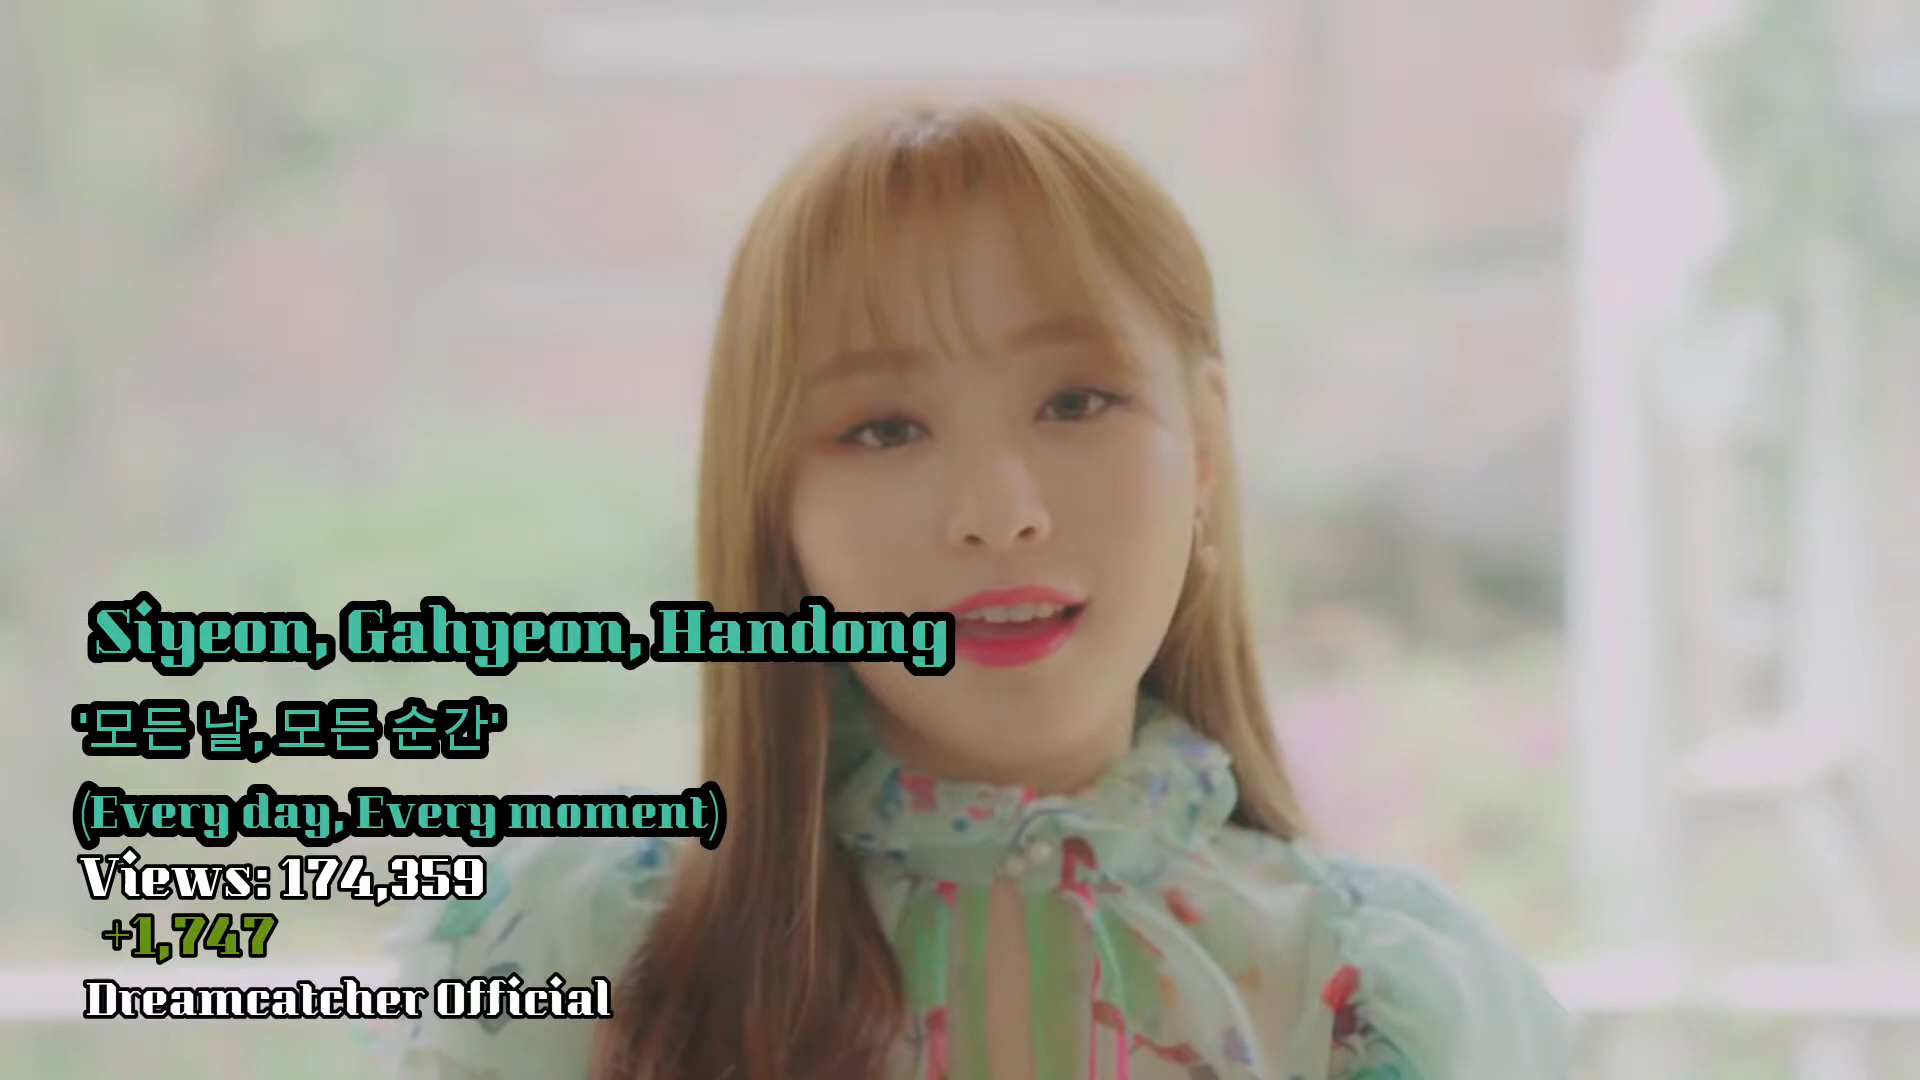 Siyeon, Gahyeon, Handong
'모든 날, 모든 순간'
(Every day, Every moment)
Views: 174,359
+1,747
Dreamcatcher Official